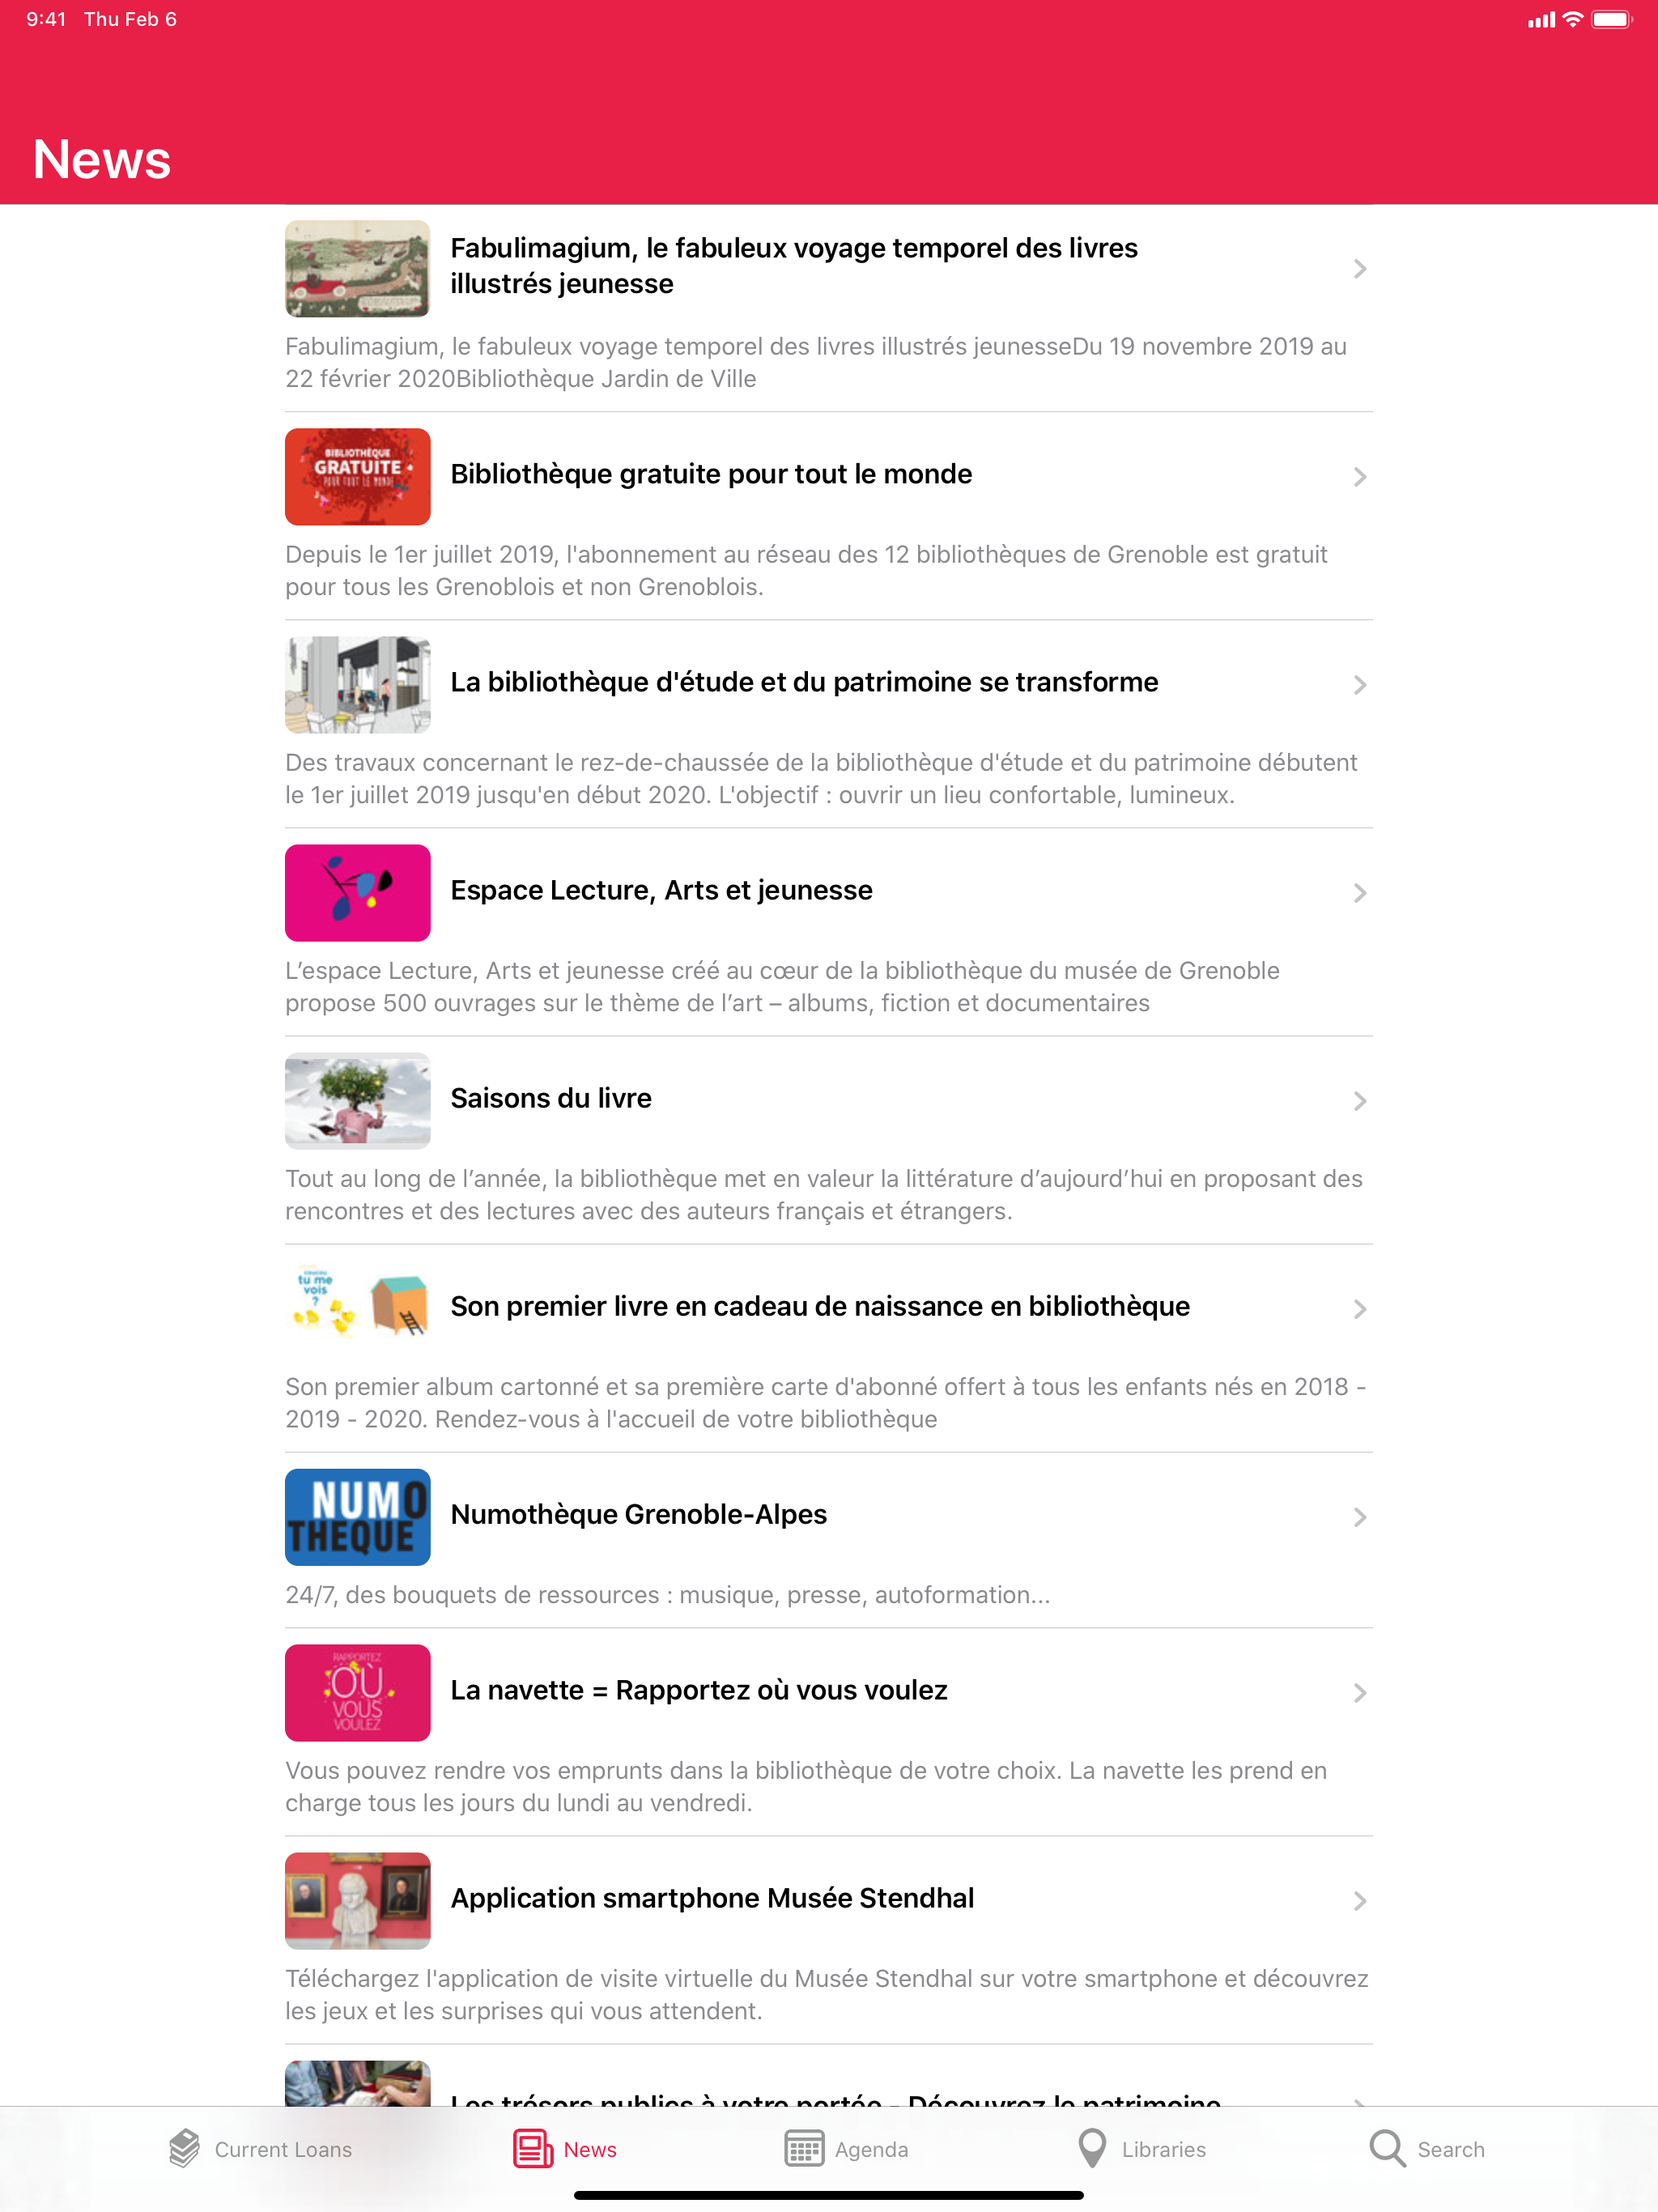 9:41 Thu Feb 6
News
Fabulimagium, le fabuleux voyage temporel des livres
illustrés jeunesse
Fabulimagium, le fabuleux voyage temporel des livres illustrés jeunesseDu 19 novembre 2019 au
22 février 2020Bibliothèque Jardin de Ville
BIBLIOTHÈQUE
GRATUITE
POUR TOUT LE MONDE
Bibliothèque gratuite pour tout le monde
Depuis le 1er juillet 2019, l'abonnement au réseau des 12 bibliothèques de Grenoble est gratuit
pour tous les Grenoblois et non Grenoblois.
La bibliothèque d'étude et du patrimoine se transforme
Des travaux concernant le rez-de-chaussée de la bibliothèque d'étude et du patrimoine débutent
le 1er juillet 2019 jusqu'en début 2020. L'objectif : ouvrir un lieu confortable, lumineux.
Espace Lecture, Arts et jeunesse
L’espace Lecture, Arts et jeunesse créé au cœur de la bibliothèque du musée de Grenoble
propose 500 ouvrages sur le thème de l’art – albums, fiction et documentaires
Saisons du livre
Tout au long de l’année, la bibliothèque met en valeur la littérature d’aujourd’hui en proposant des
rencontres et des lectures avec des auteurs français et étrangers.
tu me
vois
?
Son premier livre en cadeau de naissance en bibliothèque
Son premier album cartonné et sa première carte d'abonné offert à tous les enfants nés en 2018 -
2019 - 2020. Rendez-vous à l'accueil de votre bibliothèque
NUMO
THEQUE
Numothèque Grenoble-Alpes
24/7, des bouquets de ressources : musique, presse, autoformation...
RAPPORTEZ
OÙ
VOUS
VOULEZ
La navette = Rapportez où vous voulez
Vous pouvez rendre vos emprunts dans la bibliothèque de votre choix. La navette les prend en
charge tous les jours du lundi au vendredi.
Application smartphone Musée Stendhal
Téléchargez l'application de visite virtuelle du Musée Stendhal sur votre smartphone et découvrez
les jeux et les surprises qui vous attendent.
Les trésors publics à votre portée - Découvrez le patrimoine
Current Loans
News
Agenda
Libraries
Search